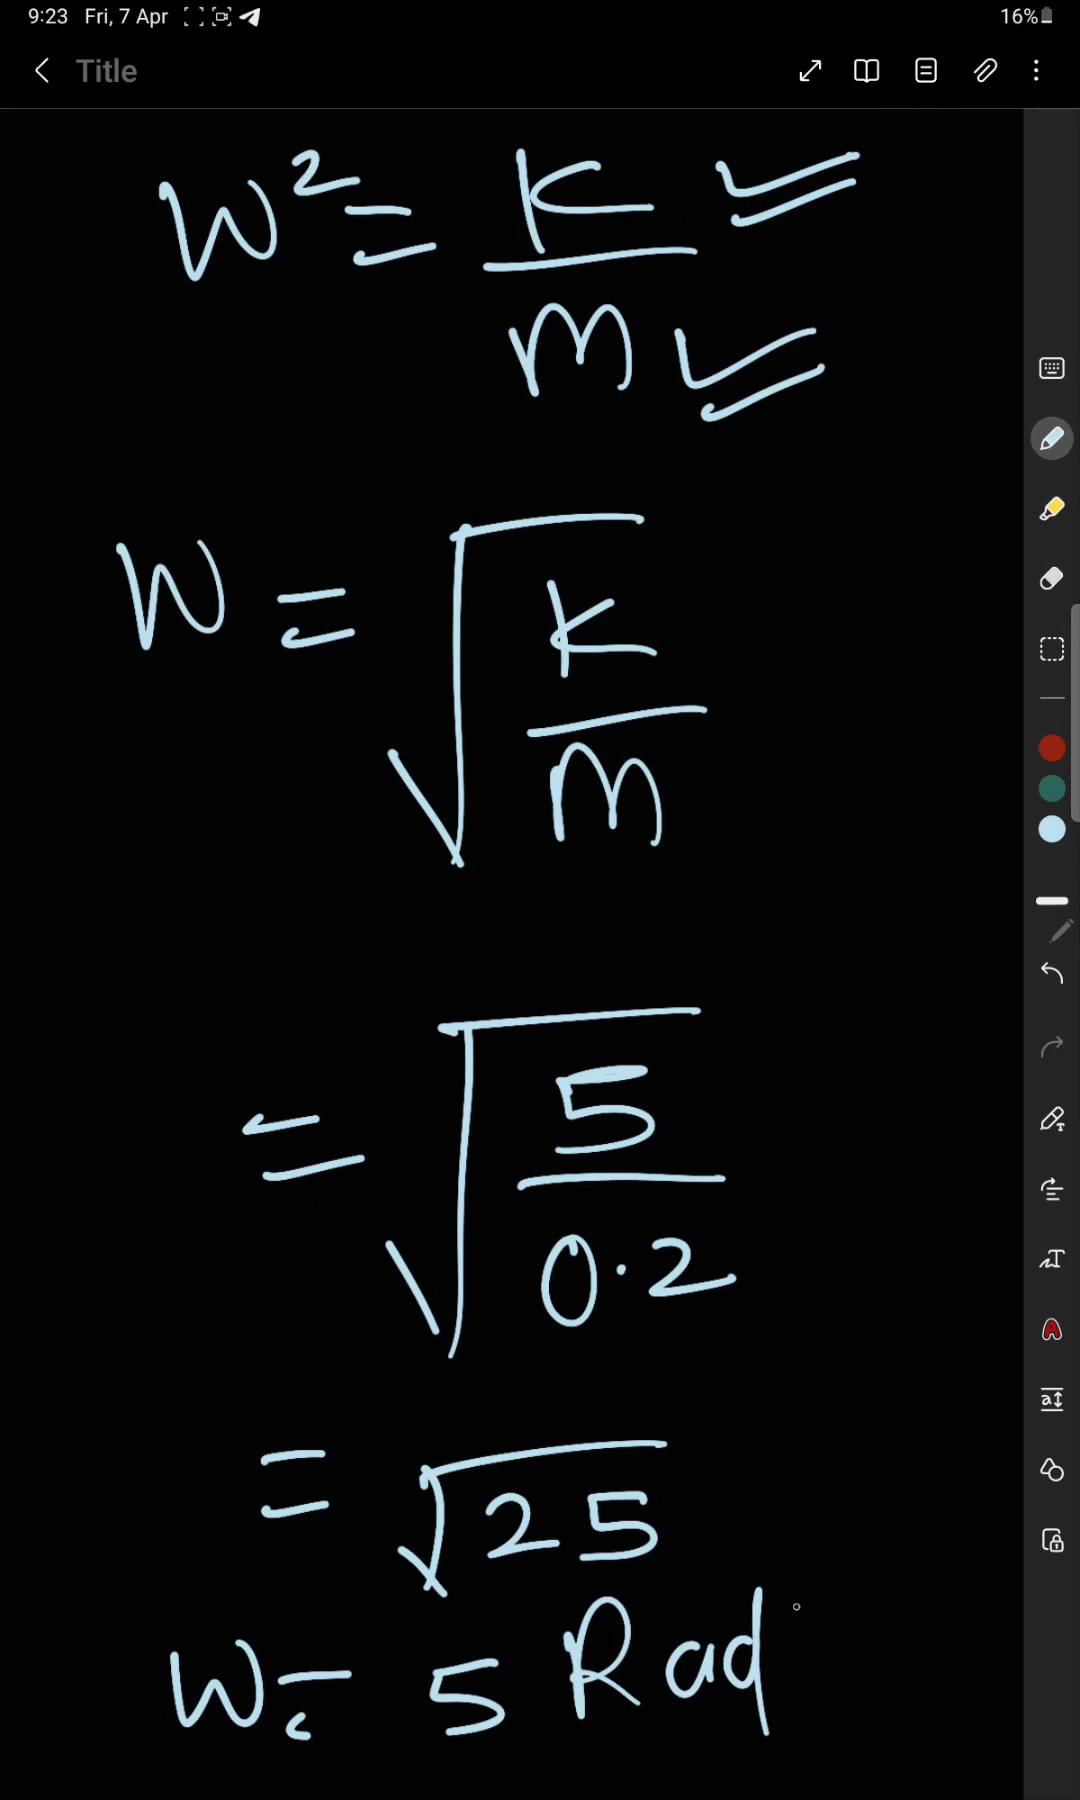 9:23 Fri, 7 Apr 16%
Title
W² = K
m
W = √ K
m
= √ 5
0.2
= √25
W = 5 Rad